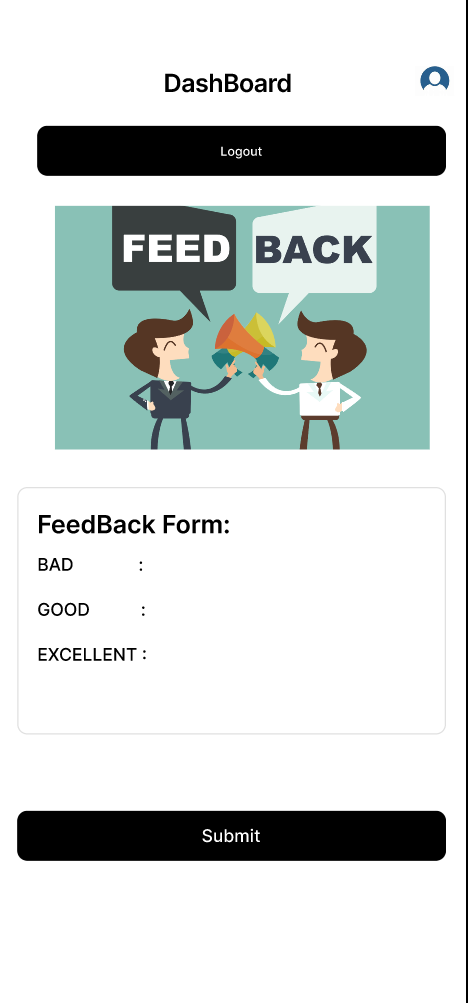 DashBoard
Logout
FEED BACK
FeedBack Form:
BAD :
GOOD :
EXCELLENT :
Submit